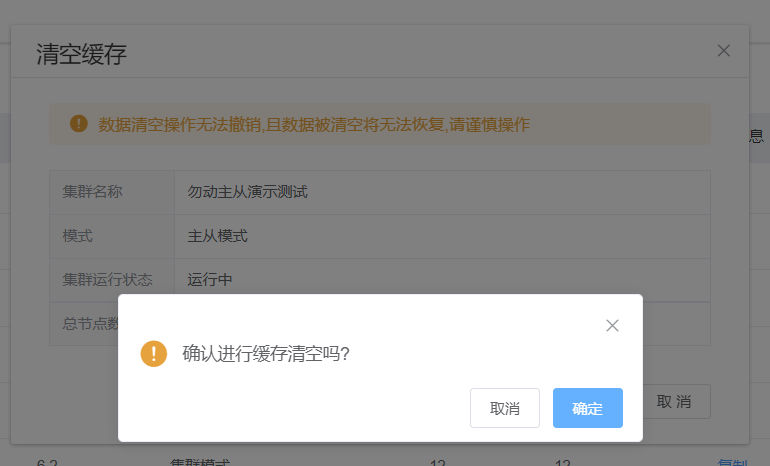 清空缓存
数据清空操作无法撤销,且数据被清空将无法恢复,请谨慎操作
息
集群名称 勿动主从演示测试
模式 主从模式
集群运行状态 运行中
总节点数
确认进行缓存清空吗?
取消 确定
取 消
6.2 集群模式 12 12 复制